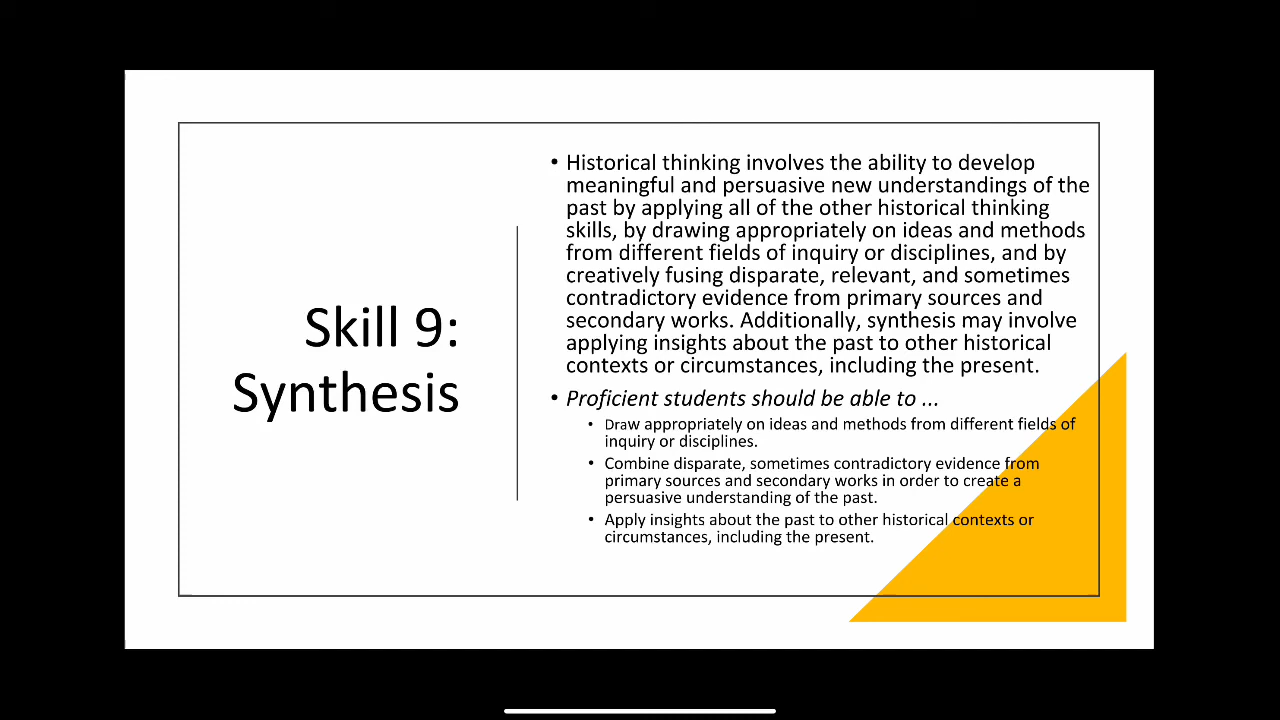 Skill 9:
Synthesis
• Historical thinking involves the ability to develop
meaningful and persuasive new understandings of the
past by applying all of the other historical thinking
skills, by drawing appropriately on ideas and methods
from different fields of inquiry or disciplines, and by
creatively fusing disparate, relevant, and sometimes
contradictory evidence from primary sources and
secondary works. Additionally, synthesis may involve
applying insights about the past to other historical
contexts or circumstances, including the present.
• Proficient students should be able to ...
• Draw appropriately on ideas and methods from different fields of
inquiry or disciplines.
• Combine disparate, sometimes contradictory evidence from
primary sources and secondary works in order to create a
persuasive understanding of the past.
• Apply insights about the past to other historical contexts or
circumstances, including the present.